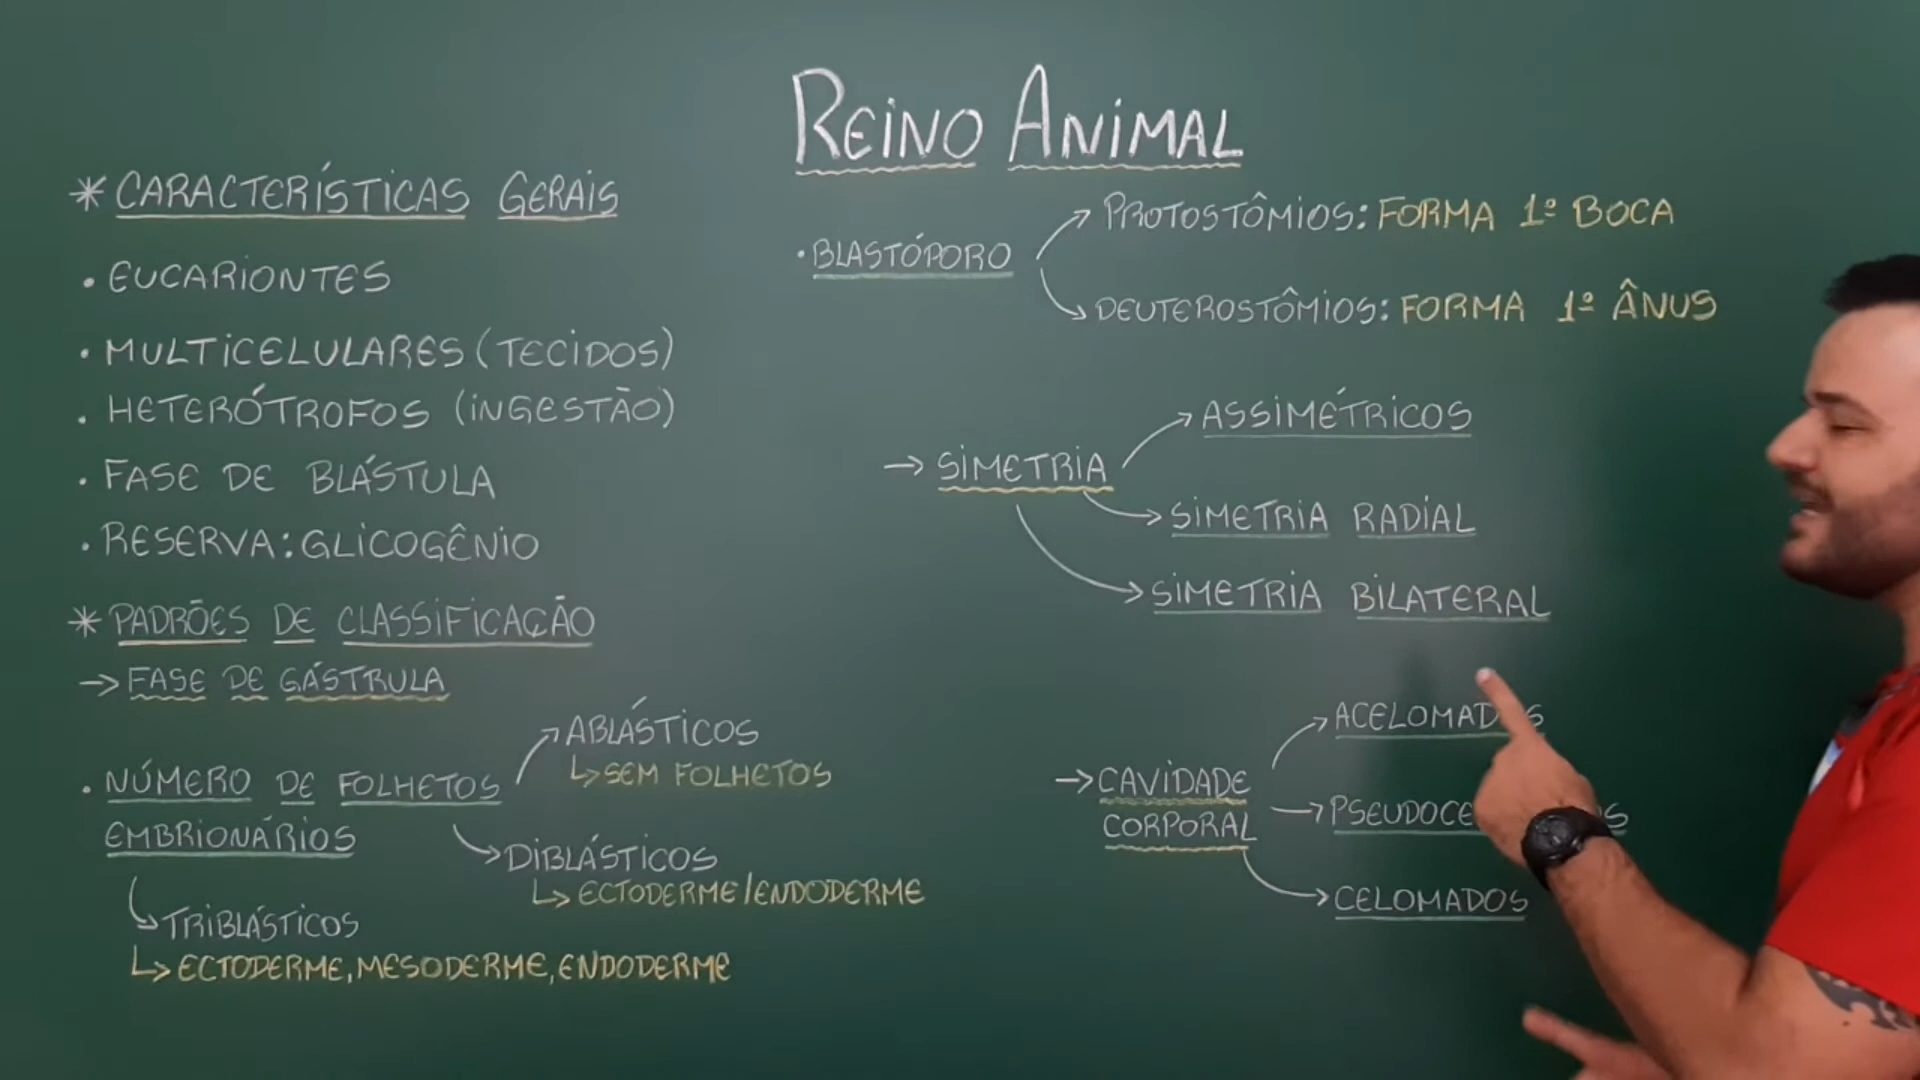 REINO ANIMAL
* CARACTERÍSTICAS GERAIS
• EUCARIONTES
• MULTICELULARES (TECIDOS)
• HETERÓTROFOS (INGESTÃO)
• FASE DE BLÁSTULA
• RESERVA: GLICOGÊNIO
* PADRÕES DE CLASSIFICAÇÃO
→ FASE DE GÁSTRULA
• NÚMERO DE FOLHETOS
EMBRIONÁRIOS
ABLÁSTICOS
↳ SEM FOLHETOS
DIBLÁSTICOS
↳ ECTODERME/ENDODERME
TRIBLÁSTICOS
↳ ECTODERME, MESODERME, ENDODERME
• BLASTÓPORO
PROTOSTÔMIOS: FORMA 1º BOCA
DEUTEROSTÔMIOS: FORMA 1º ÂNUS
→ SIMETRIA
ASSIMÉTRICOS
SIMETRIA RADIAL
SIMETRIA BILATERAL
→ CAVIDADE
CORPORAL
ACELOMADOS
CELOMADOS